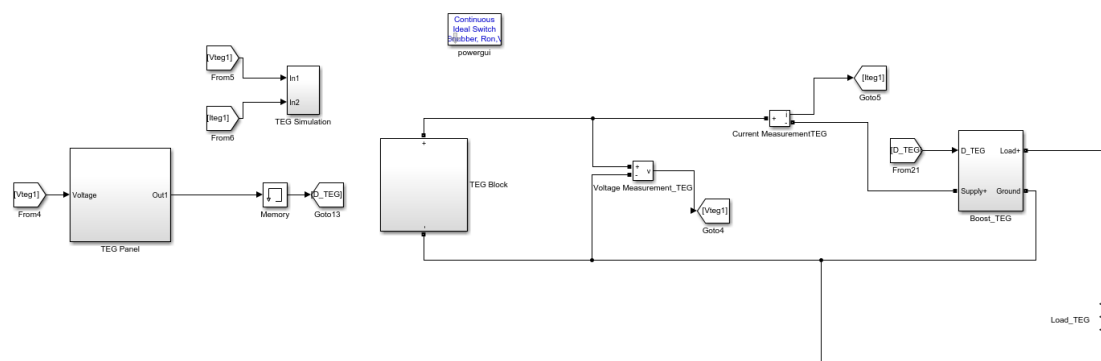 Continuous
Ideal Switch
Snubber, Ron,V
powergui
[Vteg1]
From5
[Iteg1]
From6
In1
In2
TEG Simulation
[Iteg1]
Goto5
+
i
-
Current MeasurementTEG
[Vteg1]
From4
Voltage
Out1
TEG Panel
Memory
[D_TEG]
Goto13
+
TEG Block
-
+
-
v
Voltage Measurement_TEG
[Vteg1]
Goto4
[D_TEG]
From21
D_TEG
Load+
Supply+
Ground
Boost_TEG
Load_TEG